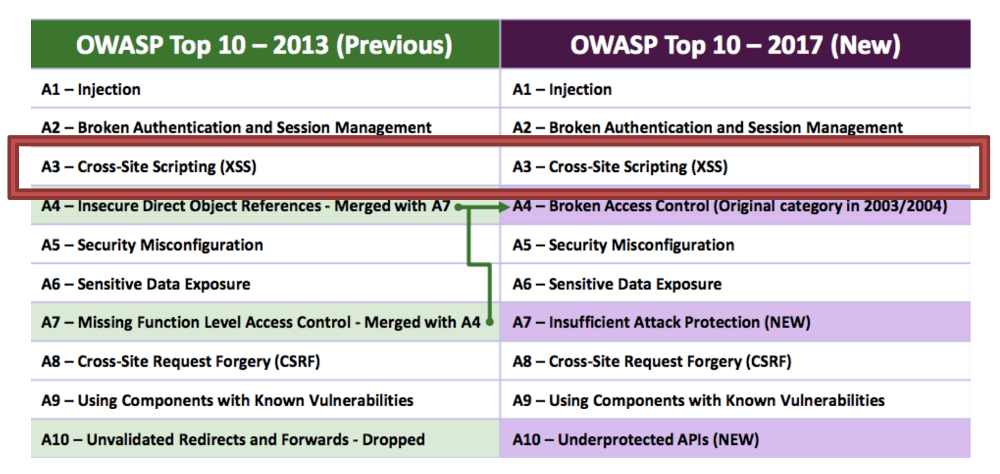 OWASP Top 10 – 2013 (Previous) OWASP Top 10 – 2017 (New)
A1 – Injection A1 – Injection
A2 – Broken Authentication and Session Management A2 – Broken Authentication and Session Management
A3 – Cross-Site Scripting (XSS) A3 – Cross-Site Scripting (XSS)
A4 – Insecure Direct Object References - Merged with A7 A4 – Broken Access Control (Original category in 2003/2004)
A5 – Security Misconfiguration A5 – Security Misconfiguration
A6 – Sensitive Data Exposure A6 – Sensitive Data Exposure
A7 – Missing Function Level Access Control - Merged with A4 A7 – Insufficient Attack Protection (NEW)
A8 – Cross-Site Request Forgery (CSRF) A8 – Cross-Site Request Forgery (CSRF)
A9 – Using Components with Known Vulnerabilities A9 – Using Components with Known Vulnerabilities
A10 – Unvalidated Redirects and Forwards - Dropped A10 – Underprotected APIs (NEW)